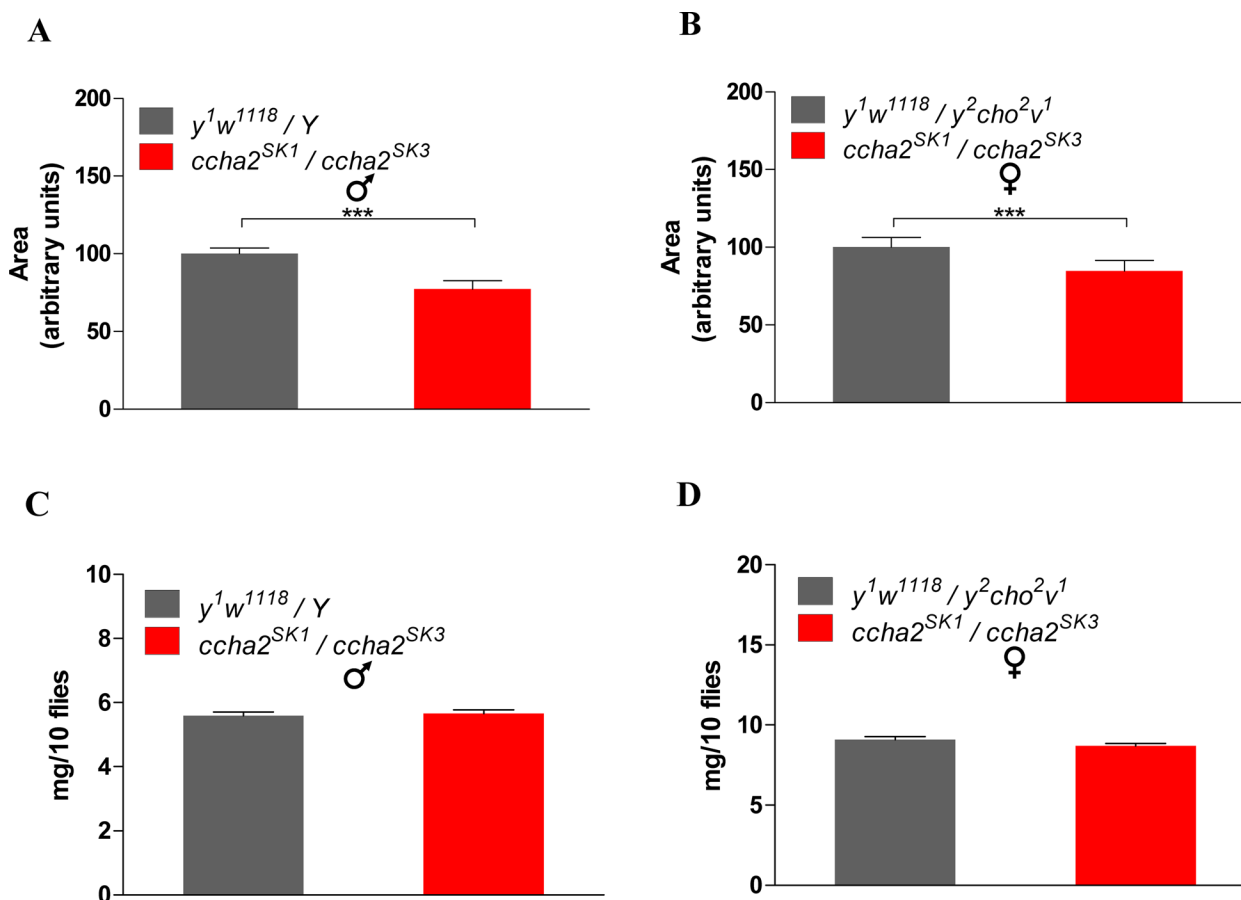 A
200
150
100
50
0
Area
(arbitrary units)
y¹w¹¹¹⁸ / Y
ccha2ˢᴷ¹ / ccha2ˢᴷ³
♂
***
B
200
150
100
50
0
Area
(arbitrary units)
y¹w¹¹¹⁸ / y²cho²v¹
ccha2ˢᴷ¹ / ccha2ˢᴷ³
♀
***
C
10
8
6
4
2
0
mg/10 flies
y¹w¹¹¹⁸ / Y
ccha2ˢᴷ¹ / ccha2ˢᴷ³
♂
D
20
15
10
5
0
mg/10 flies
y¹w¹¹¹⁸ / y²cho²v¹
ccha2ˢᴷ¹ / ccha2ˢᴷ³
♀